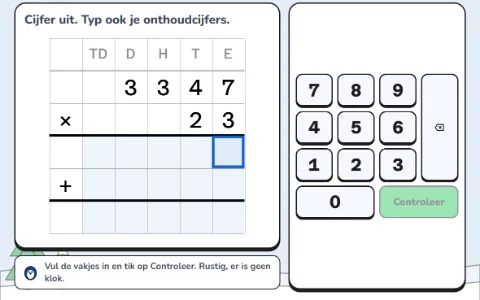 Cijfer uit. Typ ook je onthoudcijfers.
TD D H T E
3 3 4 7
× 2 3
+
7 8 9
4 5 6
1 2 3
0 Controleer
Vul de vakjes in en tik op Controleer. Rustig, er is geen
klok.